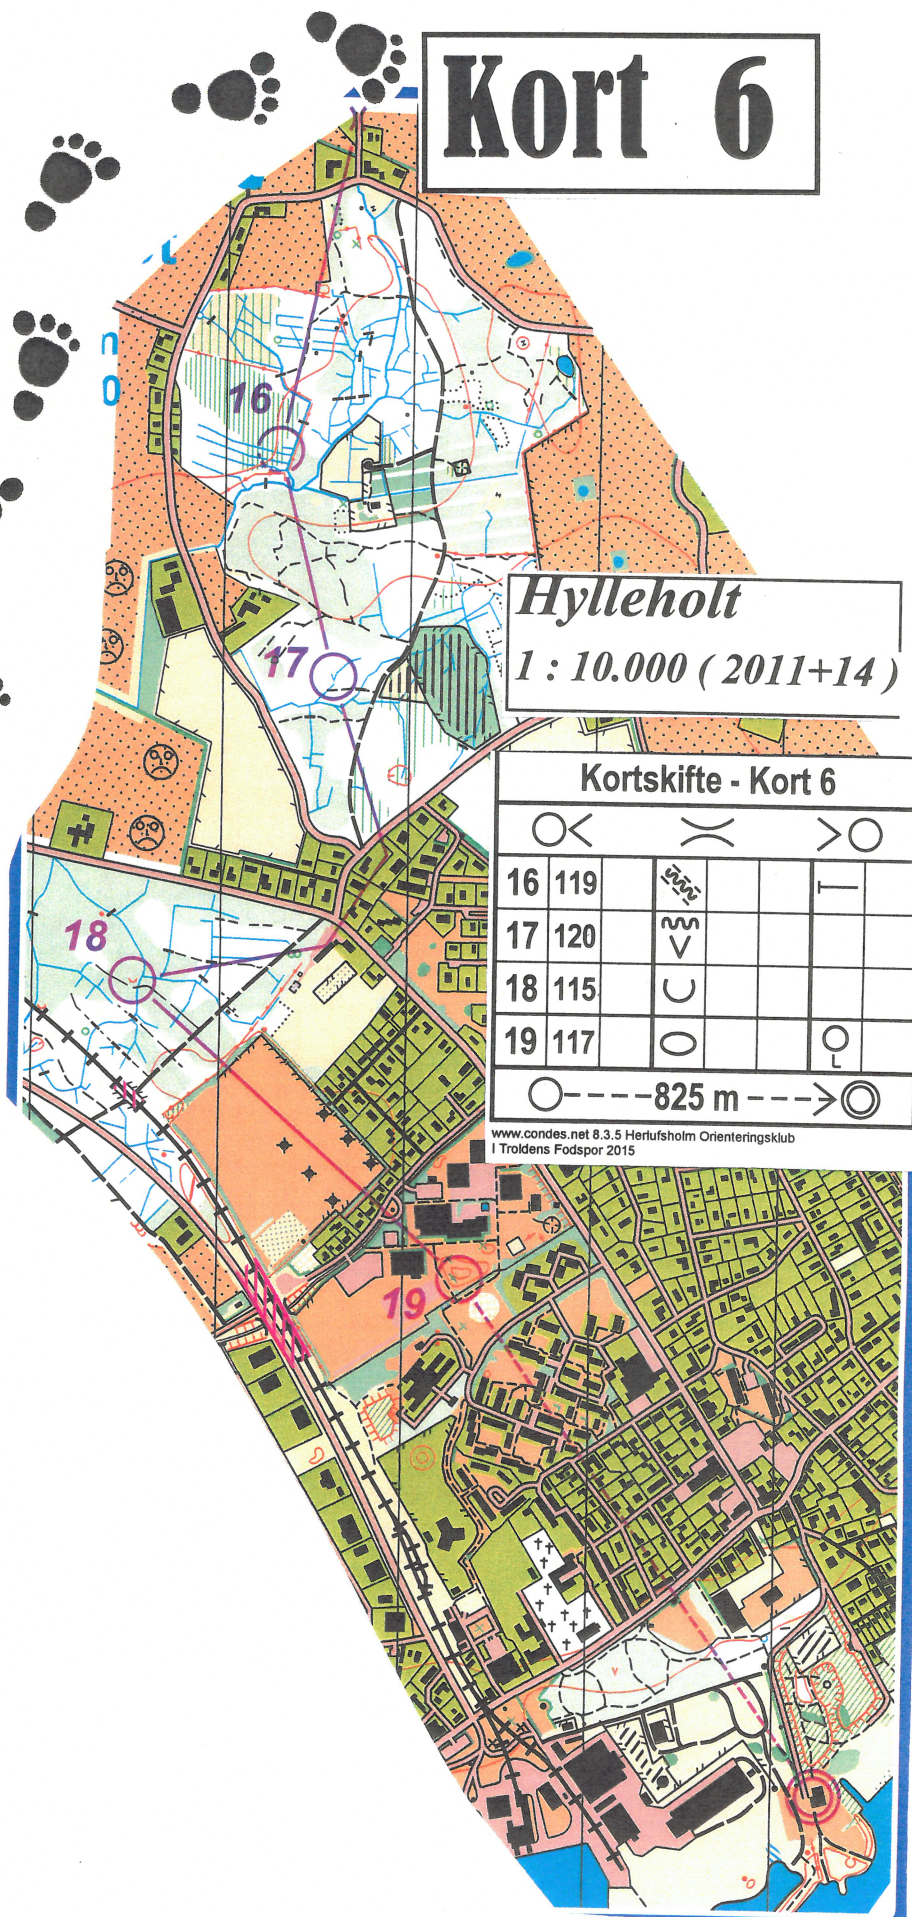 Kort 6
n
0
16
17
Hylleholt
1 : 10.000 ( 2011+14 )
Kortskifte - Kort 6
16 119
17 120
18 115
19 117
825 m
www.condes.net 8.3.5 Herlufsholm Orienteringsklub
I Troldens Fodspor 2015
18
19